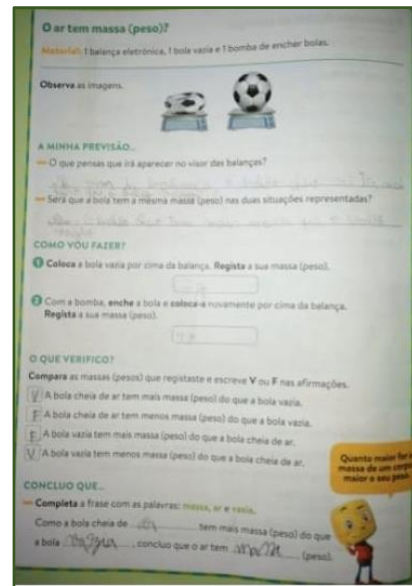 O ar tem massa (peso)?
Material: 1 balança eletrónica, 1 bola vazia e 1 bomba de encher bolas.
Observa as imagens.
A MINHA PREVISÃO...
O que pensas que irá aparecer no visor das balanças?
Será que a bola tem a mesma massa (peso) nas duas situações representadas?
COMO VOU FAZER?
1 Coloca a bola vazia por cima da balança. Regista a sua massa (peso).
2 Com a bomba, enche a bola e coloca-a novamente por cima da balança.
Regista a sua massa (peso).
O QUE VERIFICO?
Compara as massas (pesos) que registaste e escreve V ou F nas afirmações.
V A bola cheia de ar tem mais massa (peso) do que a bola vazia.
F A bola cheia de ar tem menos massa (peso) do que a bola vazia.
F A bola vazia tem mais massa (peso) do que a bola cheia de ar.
V A bola vazia tem menos massa (peso) do que a bola cheia de ar.
Quanto maior for a
massa de um corpo
maior o seu peso.
CONCLUO QUE...
Completa a frase com as palavras: massa, ar e vazia.
Como a bola cheia de ar tem mais massa (peso) do que
a bola vazia, concluo que o ar tem massa (peso).